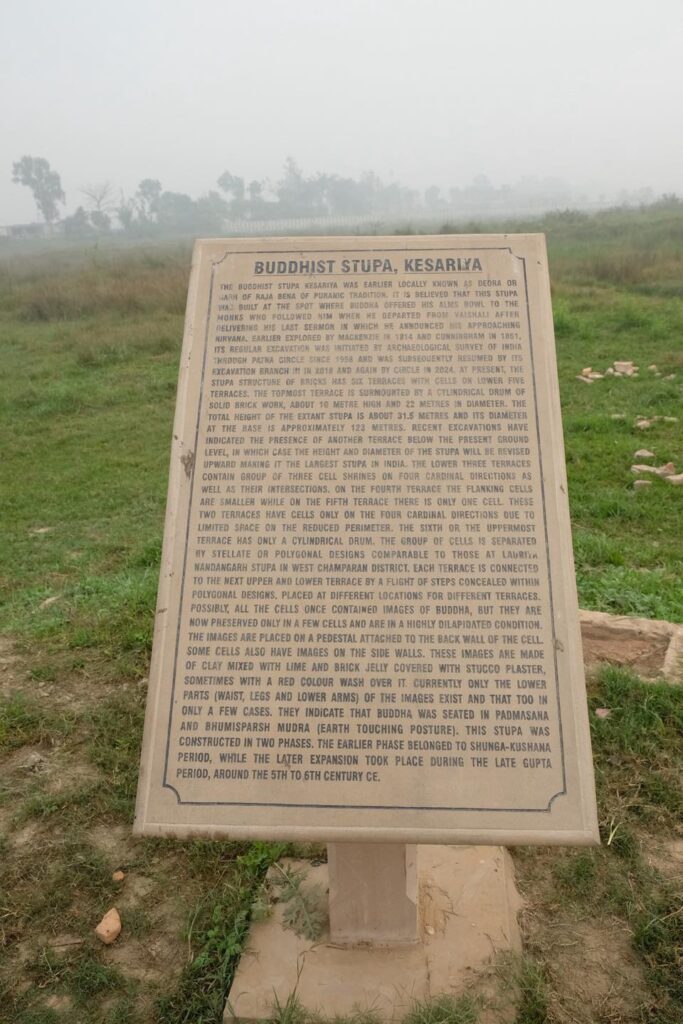 BUDDHIST STUPA, KESARIYA
THE BUDDHIST STUPA KESARIYA WAS EARLIER LOCALLY KNOWN AS DEORA OR
GARH OF RAJA BENA OF PURANIC TRADITION. IT IS BELIEVED THAT THIS STUPA
WAS BUILT AT THE SPOT WHERE BUDDHA OFFERED HIS ALMS BOWL TO THE
MONKS WHO FOLLOWED HIM WHEN HE DEPARTED FROM VAISHALI AFTER
DELIVERING HIS LAST SERMON IN WHICH HE ANNOUNCED HIS APPROACHING
NIRVANA. EARLIER EXPLORED BY MACKENZIE IN 1814 AND CUNNINGHAM IN 1861,
ITS REGULAR EXCAVATION WAS INITIATED BY ARCHAEOLOGICAL SURVEY OF INDIA
THROUGH PATNA CIRCLE SINCE 1998 AND WAS SUBSEQUENTLY RESUMED BY ITS
EXCAVATION BRANCH III IN 2018 AND AGAIN BY CIRCLE IN 2024. AT PRESENT, THE
STUPA STRUCTURE OF BRICKS HAS SIX TERRACES WITH CELLS ON LOWER FIVE
TERRACES. THE TOPMOST TERRACE IS SURMOUNTED BY A CYLINDRICAL DRUM OF
SOLID BRICK WORK, ABOUT 10 METRE HIGH AND 22 METRES IN DIAMETER. THE
TOTAL HEIGHT OF THE EXTANT STUPA IS ABOUT 31.5 METRES AND ITS DIAMETER
AT THE BASE IS APPROXIMATELY 123 METRES. RECENT EXCAVATIONS HAVE
INDICATED THE PRESENCE OF ANOTHER TERRACE BELOW THE PRESENT GROUND
LEVEL, IN WHICH CASE THE HEIGHT AND DIAMETER OF THE STUPA WILL BE REVISED
UPWARD MAKING IT THE LARGEST STUPA IN INDIA. THE LOWER THREE TERRACES
CONTAIN GROUP OF THREE CELL SHRINES ON FOUR CARDINAL DIRECTIONS AS
WELL AS THEIR INTERSECTIONS. ON THE FOURTH TERRACE THE FLANKING CELLS
ARE SMALLER WHILE ON THE FIFTH TERRACE THERE IS ONLY ONE CELL. THESE
TWO TERRACES HAVE CELLS ONLY ON THE FOUR CARDINAL DIRECTIONS DUE TO
LIMITED SPACE ON THE REDUCED PERIMETER. THE SIXTH OR THE UPPERMOST
TERRACE HAS ONLY A CYLINDRICAL DRUM. THE GROUP OF CELLS IS SEPARATED
BY STELLATE OR POLYGONAL DESIGNS COMPARABLE TO THOSE AT LAURIYA
NANDANGARH STUPA IN WEST CHAMPARAN DISTRICT. EACH TERRACE IS CONNECTED
TO THE NEXT UPPER AND LOWER TERRACE BY A FLIGHT OF STEPS CONCEALED WITHIN
POLYGONAL DESIGNS, PLACED AT DIFFERENT LOCATIONS FOR DIFFERENT TERRACES.
POSSIBLY, ALL THE CELLS ONCE CONTAINED IMAGES OF BUDDHA, BUT THEY ARE
NOW PRESERVED ONLY IN A FEW CELLS AND ARE IN A HIGHLY DILAPIDATED CONDITION.
THE IMAGES ARE PLACED ON A PEDESTAL ATTACHED TO THE BACK WALL OF THE CELL.
SOME CELLS ALSO HAVE IMAGES ON THE SIDE WALLS. THESE IMAGES ARE MADE
OF CLAY MIXED WITH LIME AND BRICK JELLY COVERED WITH STUCCO PLASTER,
SOMETIMES WITH A RED COLOUR WASH OVER IT. CURRENTLY ONLY THE LOWER
PARTS (WAIST, LEGS AND LOWER ARMS) OF THE IMAGES EXIST AND THAT TOO IN
ONLY A FEW CASES. THEY INDICATE THAT BUDDHA WAS SEATED IN PADMASANA
AND BHUMISPARSH MUDRA (EARTH TOUCHING POSTURE). THIS STUPA WAS
CONSTRUCTED IN TWO PHASES. THE EARLIER PHASE BELONGED TO SHUNGA-KUSHANA
PERIOD, WHILE THE LATER EXPANSION TOOK PLACE DURING THE LATE GUPTA
PERIOD, AROUND THE 5TH TO 6TH CENTURY CE.